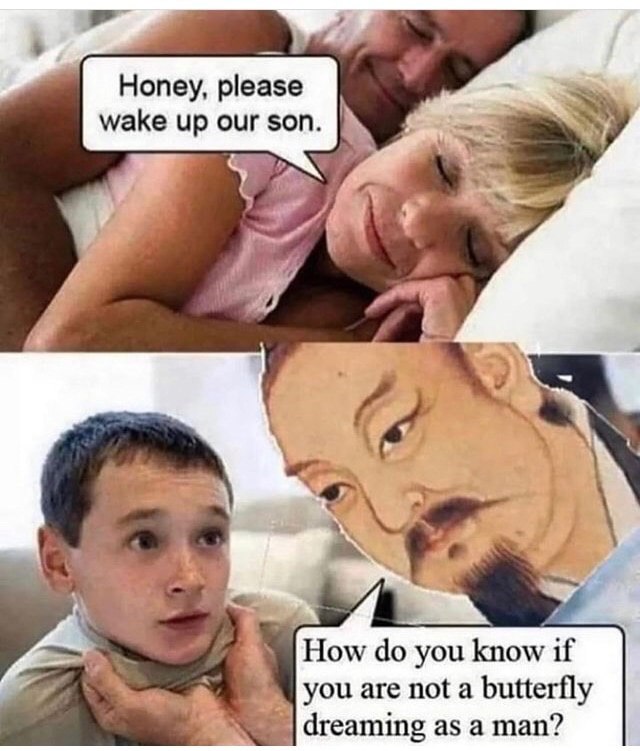 Honey, please
wake up our son.
How do you know if
you are not a butterfly
dreaming as a man?